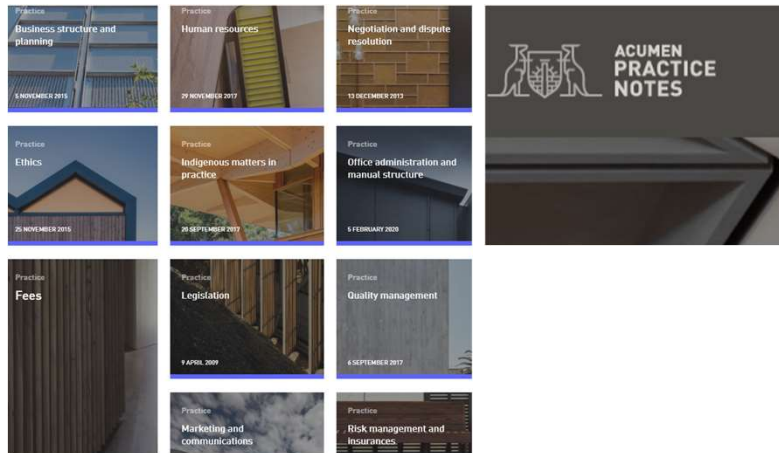 Practice
Business structure and
planning
5 NOVEMBER 2015
Practice
Human resources
29 NOVEMBER 2017
Practice
Negotiation and dispute
resolution
13 DECEMBER 2013
ACUMEN
PRACTICE
NOTES
Practice
Ethics
25 NOVEMBER 2015
Practice
Indigenous matters in
practice
20 SEPTEMBER 2017
Practice
Office administration and
manual structure
5 FEBRUARY 2020
Practice
Fees
Practice
Legislation
9 APRIL 2009
Practice
Quality management
6 SEPTEMBER 2017
Practice
Marketing and
communications
Practice
Risk management and
insurances